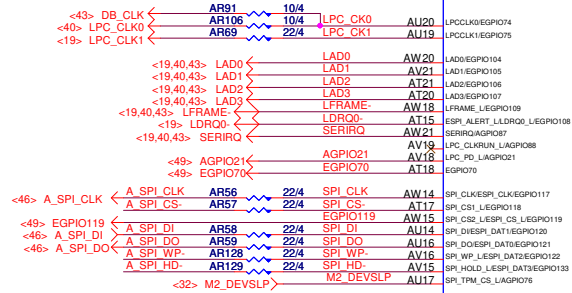 <43> DB_CLK AR91 10/4
<40> LPC_CLK0 AR106 10/4 LPC_CK0 AU20 LPCCLK0/EGPIO74
<19> LPC_CLK1 AR69 22/4 LPC_CK1 AU19 LPCCLK1/EGPIO75
<19,40,43> LAD0 LAD0 AW20 LAD0/EGPIO104
<19,40,43> LAD1 LAD1 AV21 LAD1/EGPIO105
<19,40,43> LAD2 LAD2 AT21 LAD2/EGPIO106
<19,40,43> LAD3 LAD3 AT20 LAD3/EGPIO107
<19,40,43> LFRAME- LFRAME- AW18 LFRAME_L/EGPIO109
<19> LDRQ0- LDRQ0- AT15 ESPI_ALERT_L/LDRQ0_L/EGPIO108
<19,40,43> SERIRQ SERIRQ AW21 SERIRQ/AGPIO87
AV19 LPC_CLKRUN_L/AGPIO88
<49> AGPIO21 AGPIO21 AV18 LPC_PD_L/AGPIO21
<49> EGPIO70 EGPIO70 AT18 EGPIO70
<46> A_SPI_CLK A_SPI_CLK AR56 22/4 SPI_CLK AW14 SPI_CLK/ESPI_CLK/EGPIO117
A_SPI_CS- AR57 22/4 SPI_CS- AT17 SPI_CS1_L/EGPIO118
<49> EGPIO119 EGPIO119 AW15 SPI_CS2_L/ESPI_CS_L/EGPIO119
<46> A_SPI_DI A_SPI_DI AR58 22/4 SPI_DI AU14 SPI_DI/ESPI_DAT1/EGPIO120
<46> A_SPI_DO A_SPI_DO AR59 22/4 SPI_DO AU16 SPI_DO/ESPI_DAT0/EGPIO121
A_SPI_WP- AR128 22/4 SPI_WP- AV16 SPI_WP_L/ESPI_DAT2/EGPIO122
A_SPI_HD- AR129 22/4 SPI_HD- AV15 SPI_HOLD_L/ESPI_DAT3/EGPIO133
<32> M2_DEVSLP M2_DEVSLP AU17 SPI_TPM_CS_L/AGPIO76